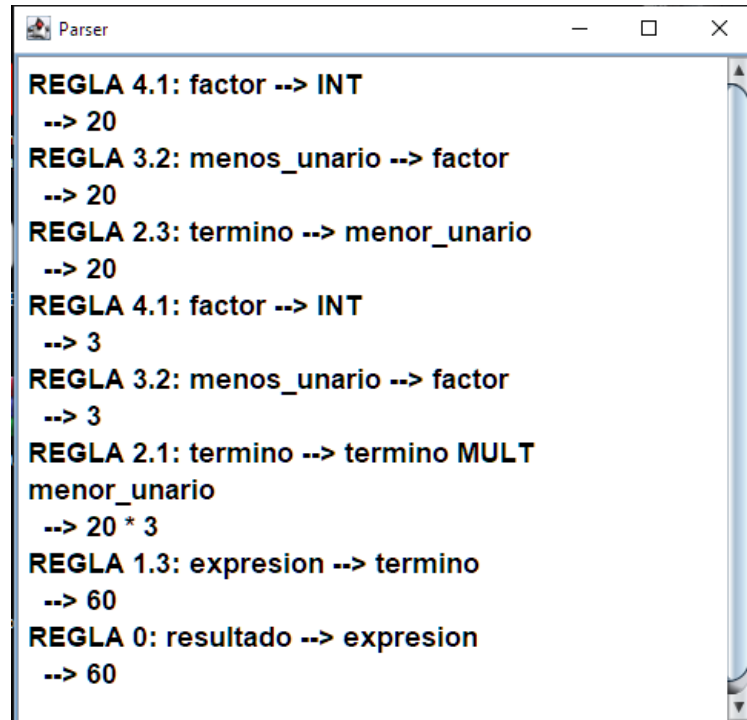 Parser
REGLA 4.1: factor --> INT
--> 20
REGLA 3.2: menos_unario --> factor
--> 20
REGLA 2.3: termino --> menor_unario
--> 20
REGLA 4.1: factor --> INT
--> 3
REGLA 3.2: menos_unario --> factor
--> 3
REGLA 2.1: termino --> termino MULT
menor_unario
--> 20 * 3
REGLA 1.3: expresion --> termino
--> 60
REGLA 0: resultado --> expresion
--> 60